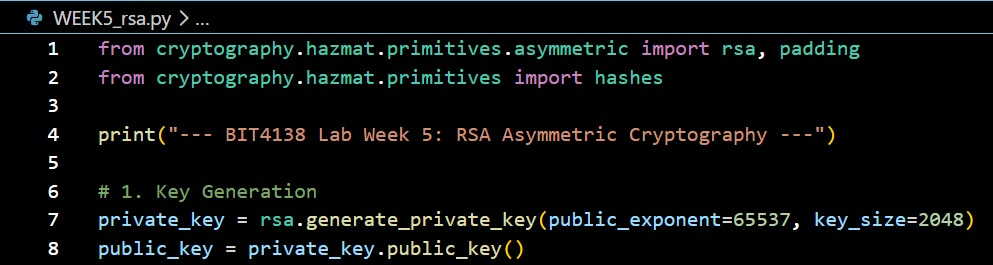 WEEK5_rsa.py > ...
1 from cryptography.hazmat.primitives.asymmetric import rsa, padding
2 from cryptography.hazmat.primitives import hashes
3
4 print("--- BIT4138 Lab Week 5: RSA Asymmetric Cryptography ---")
5
6 # 1. Key Generation
7 private_key = rsa.generate_private_key(public_exponent=65537, key_size=2048)
8 public_key = private_key.public_key()